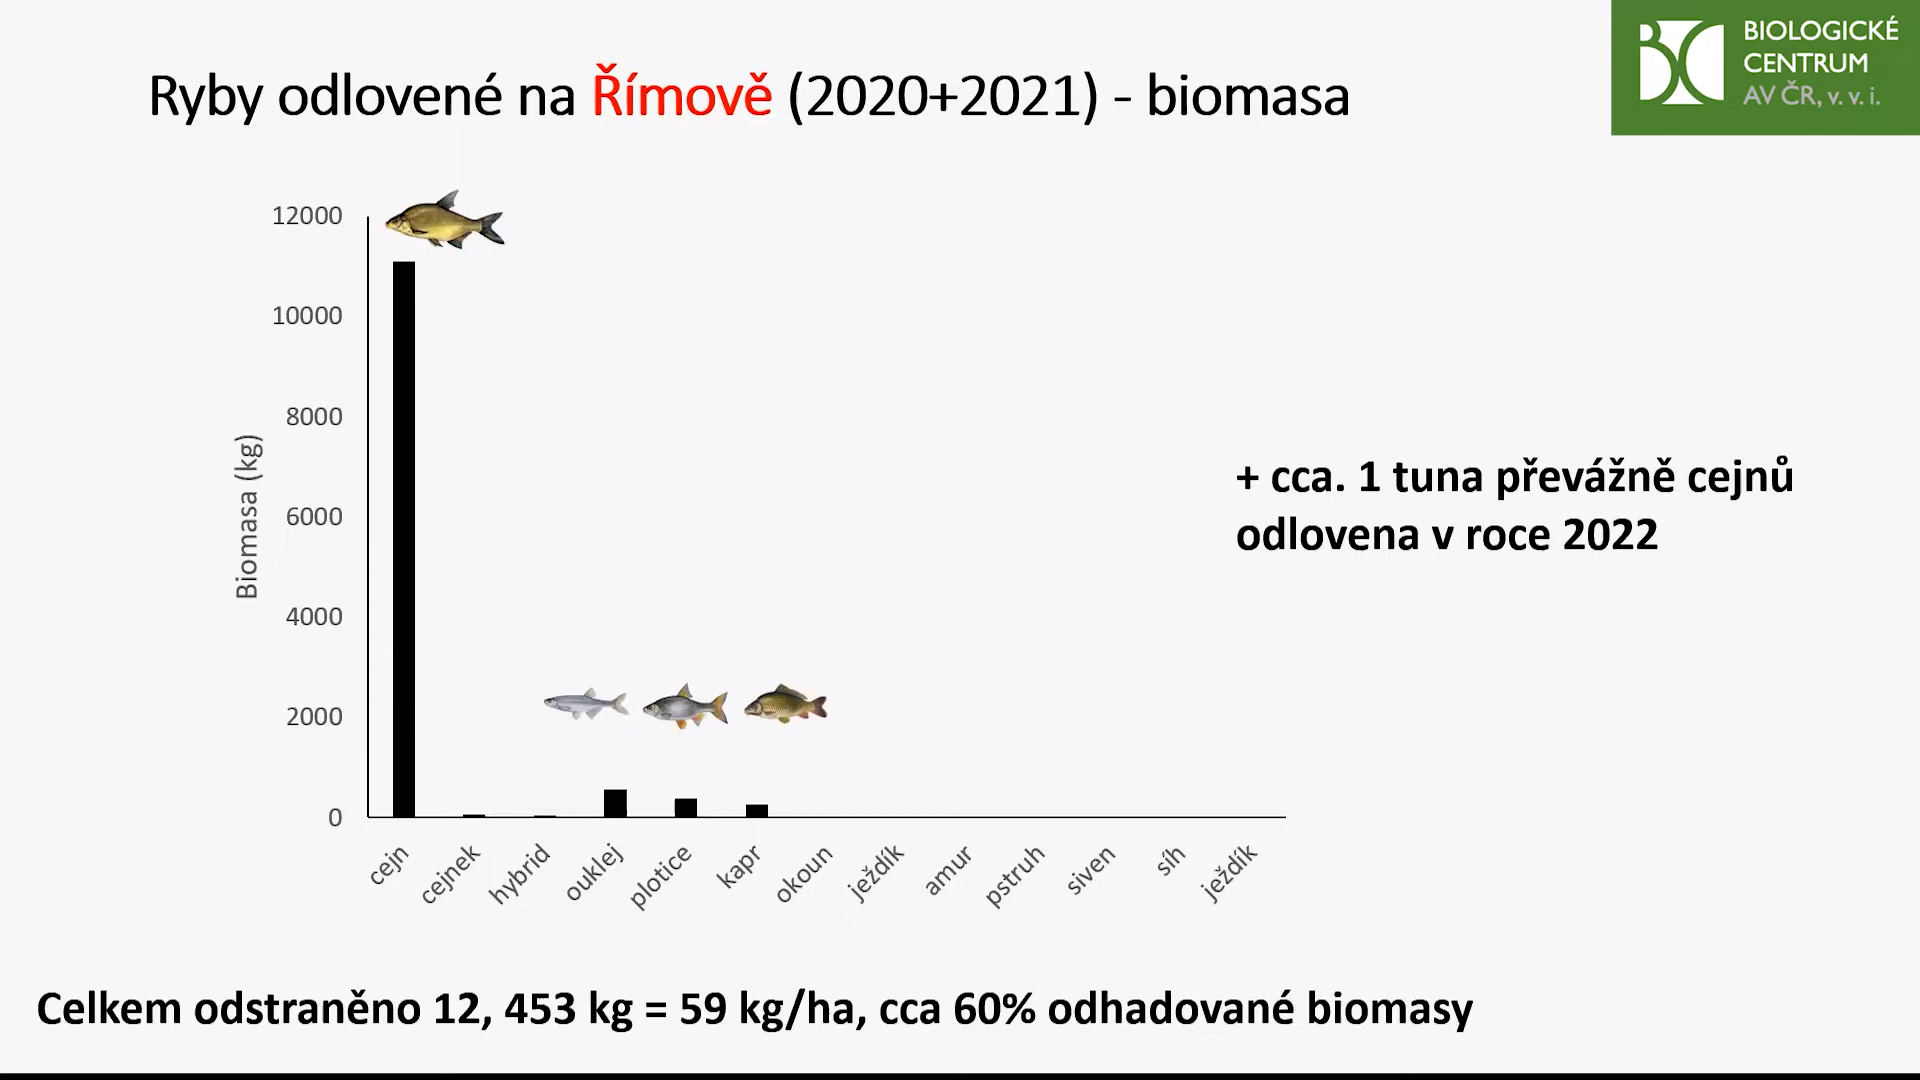 BIOLOGICKÉ
CENTRUM
AV ČR, v. v. i.
Ryby odlovené na Římově (2020+2021) - biomasa
12000
10000
8000
6000
4000
2000
0
Biomasa (kg)
cejn
cejnek
hybrid
ouklej
plotice
kapr
okoun
ježdík
amur
pstruh
siven
síh
ježdík
+ cca. 1 tuna převážně cejnů
odlovena v roce 2022
Celkem odstraněno 12, 453 kg = 59 kg/ha, cca 60% odhadované biomasy